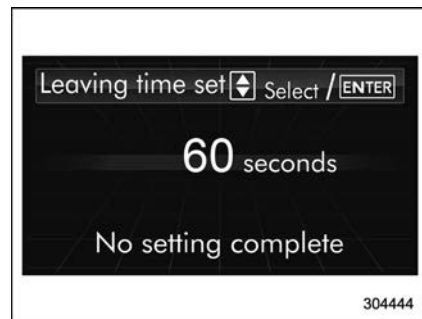 Leaving time set Select / ENTER
60 seconds
No setting complete
304444